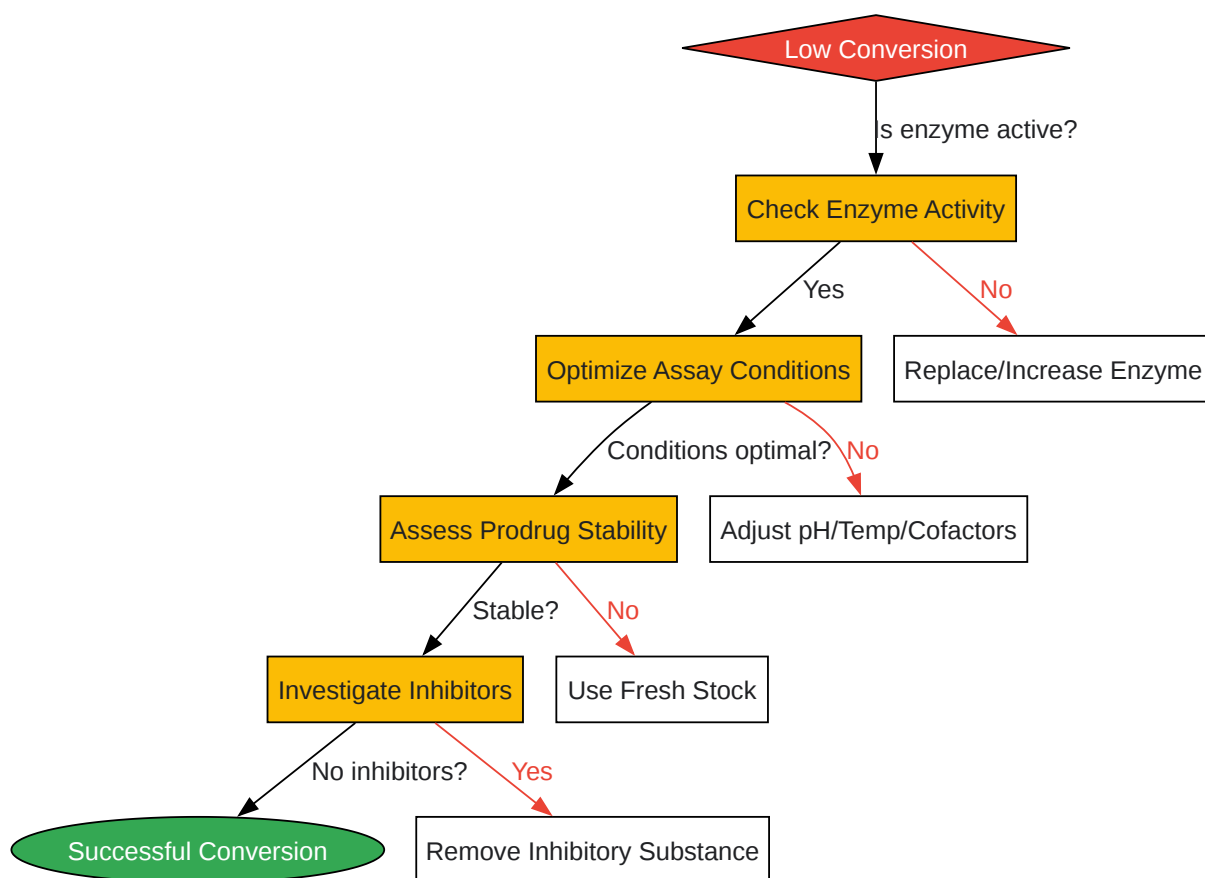 Low Conversion
Is enzyme active?
Check Enzyme Activity
Yes
No
Optimize Assay Conditions
Replace/Increase Enzyme
Conditions optimal?
No
Assess Prodrug Stability
Adjust pH/Temp/Cofactors
Stable?
No
Investigate Inhibitors
Use Fresh Stock
No inhibitors?
Yes
Successful Conversion
Remove Inhibitory Substance